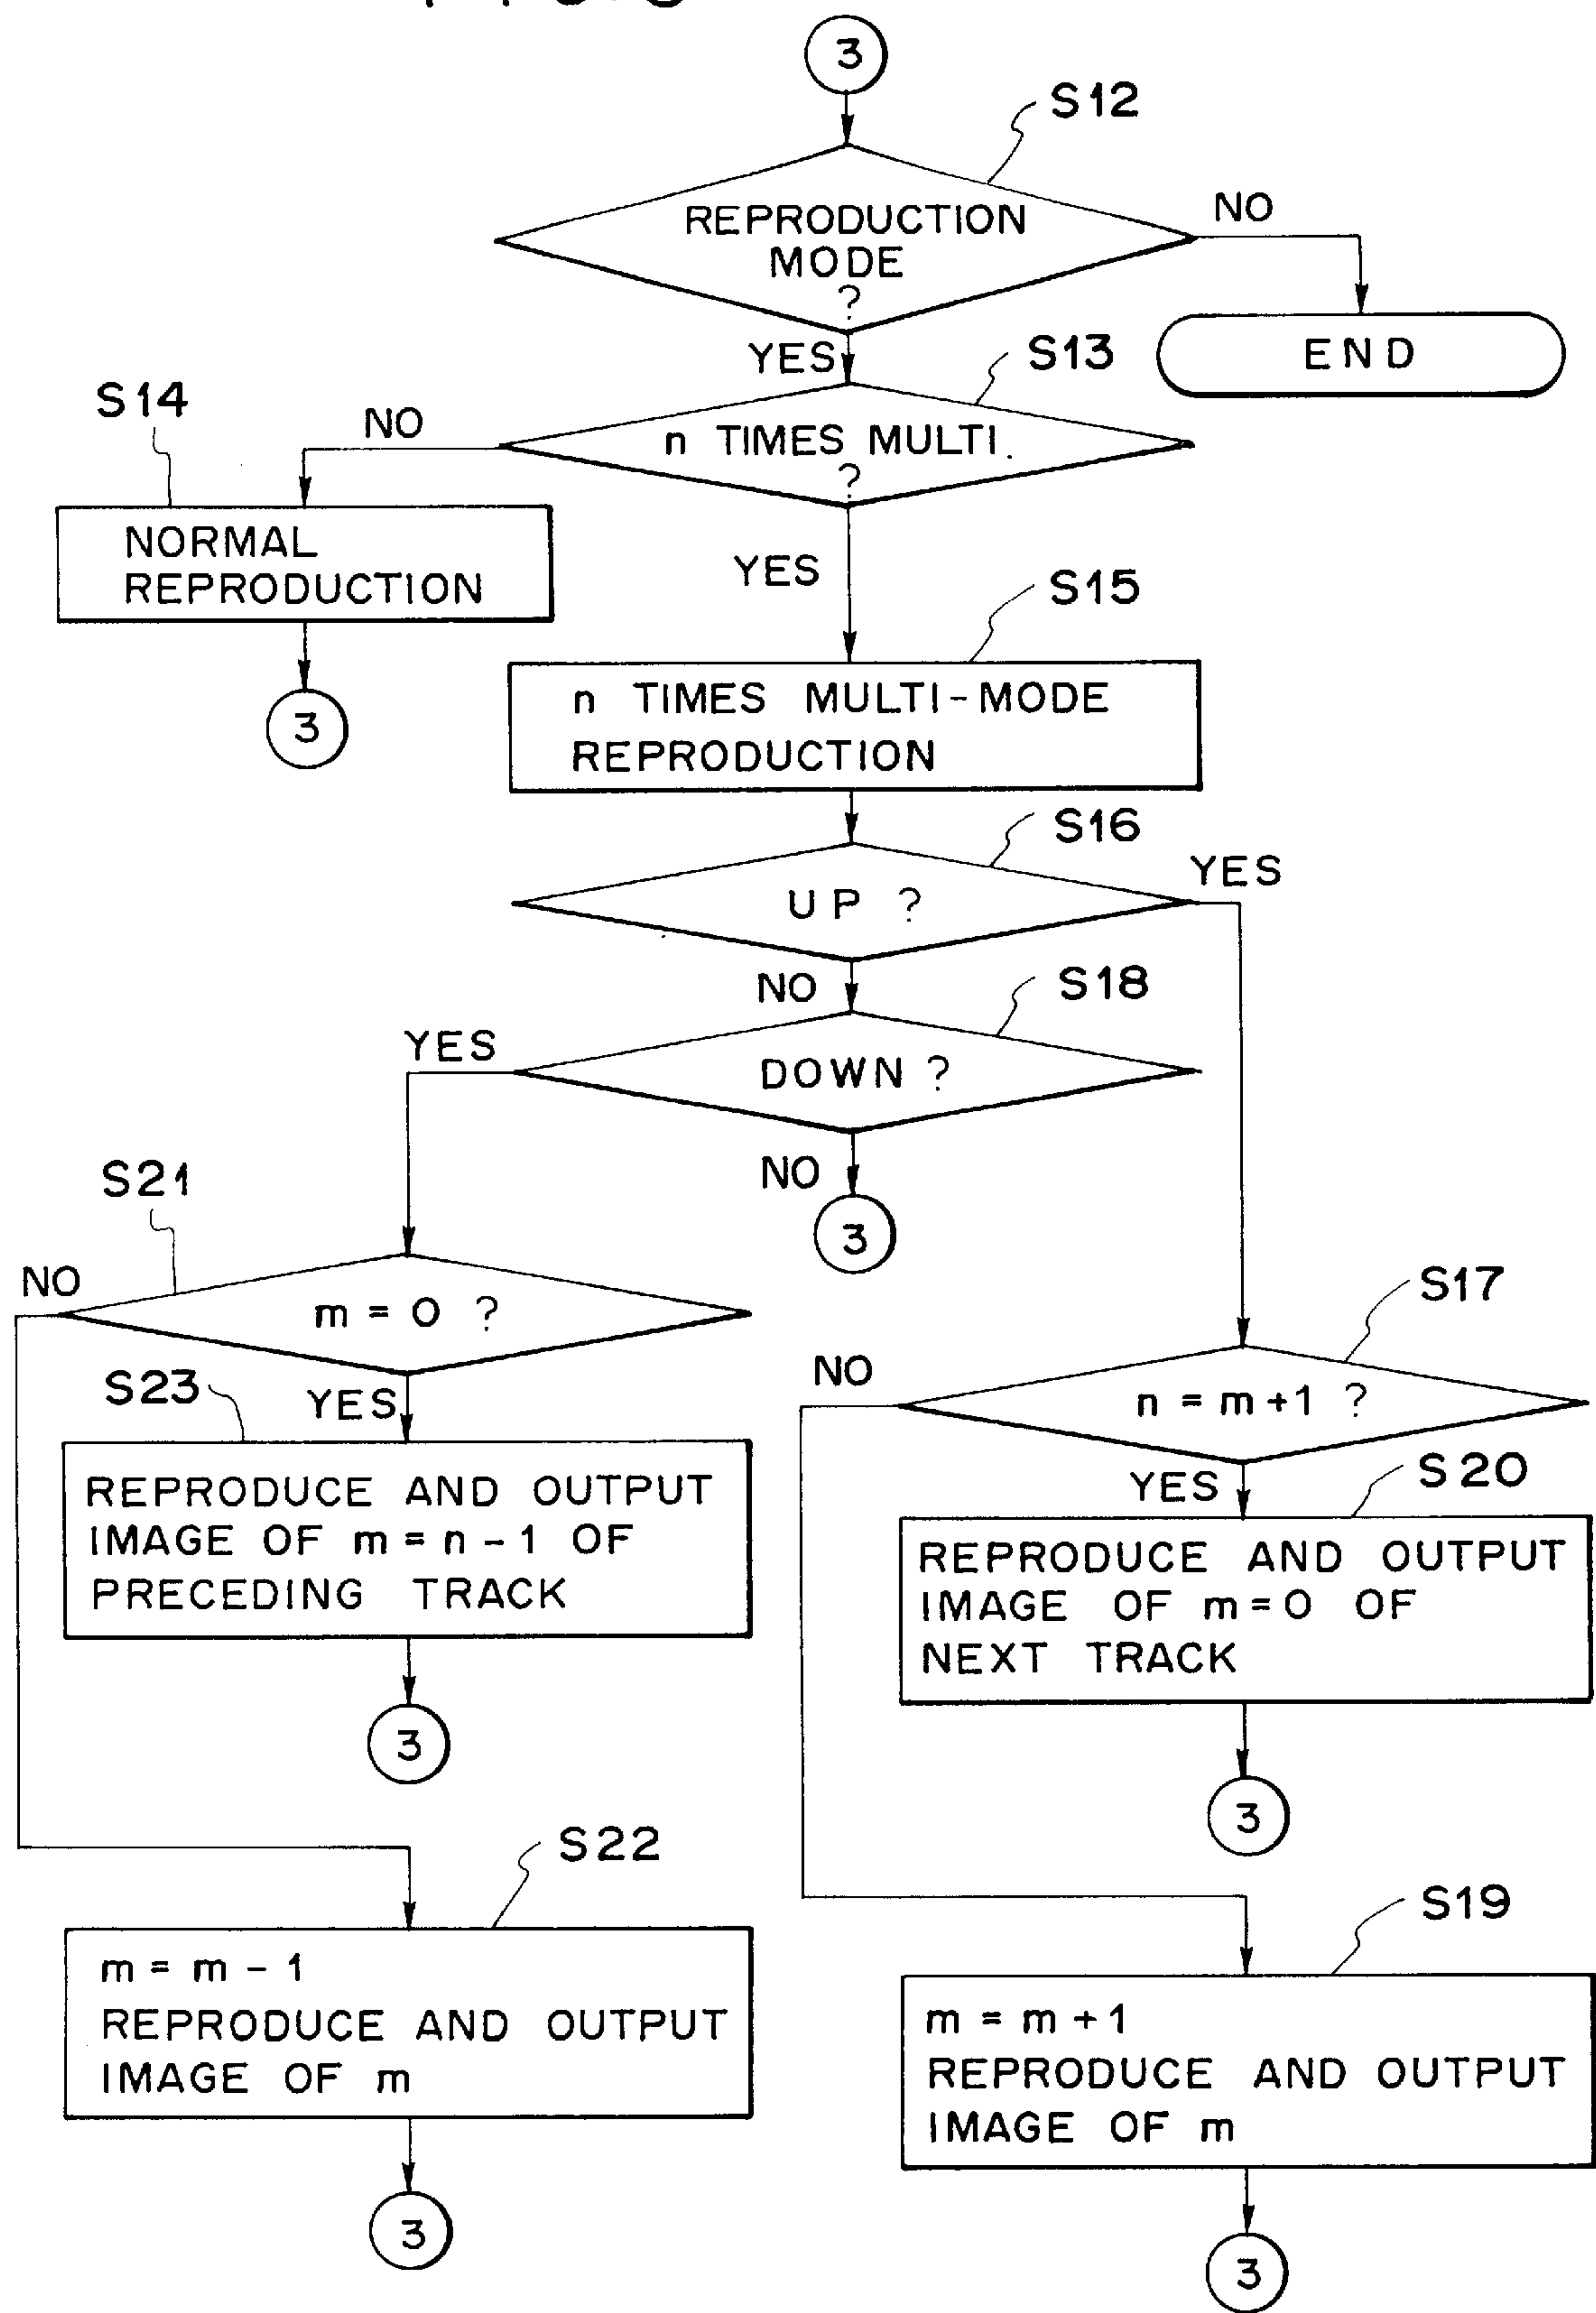 3
S12
REPRODUCTION
MODE
?
NO
END
YES
S13
n TIMES MULTI.
?
NO
S14
NORMAL
REPRODUCTION
3
YES
S15
n TIMES MULTI-MODE
REPRODUCTION
S16
UP ?
YES
NO
S18
DOWN ?
YES
NO
3
S21
m = 0 ?
NO
YES
S23
REPRODUCE AND OUTPUT
IMAGE OF m = n - 1 OF
PRECEDING TRACK
3
S17
n = m + 1 ?
NO
YES
S20
REPRODUCE AND OUTPUT
IMAGE OF m = 0 OF
NEXT TRACK
3
S22
m = m - 1
REPRODUCE AND OUTPUT
IMAGE OF m
3
S19
m = m + 1
REPRODUCE AND OUTPUT
IMAGE OF m
3